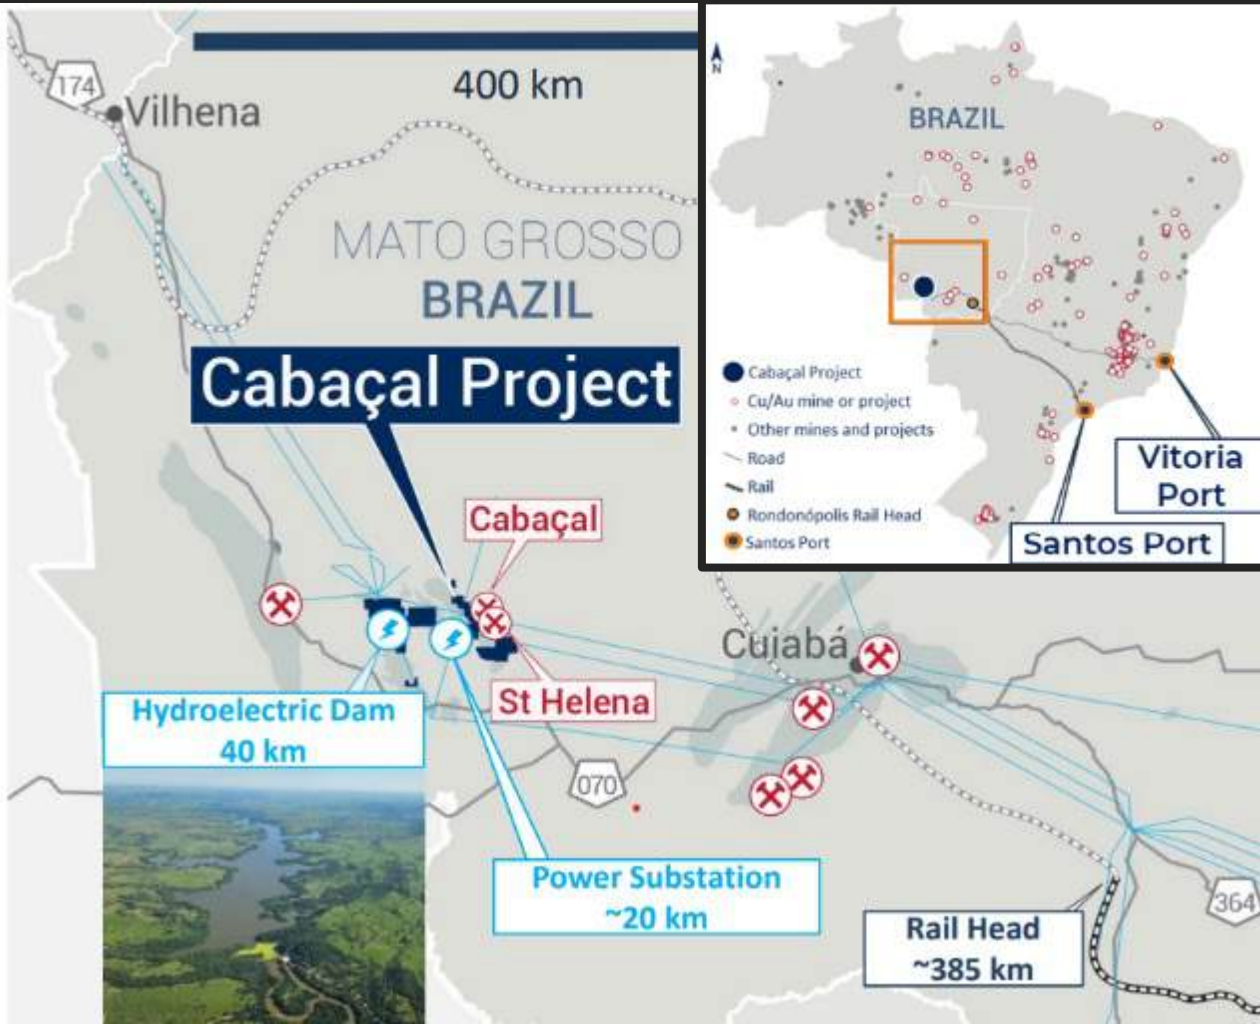 400 km
174
Vilhena
MATO GROSSO
BRAZIL
Cabaçal Project
Cabaçal
St Helena
Cuiabá
Hydroelectric Dam
40 km
070
Power Substation
~20 km
Rail Head
~385 km
364
N
BRAZIL
Cabaçal Project
Cu/Au mine or project
Other mines and projects
Road
Rail
Rondonópolis Rail Head
Santos Port
Vitoria
Port
Santos Port